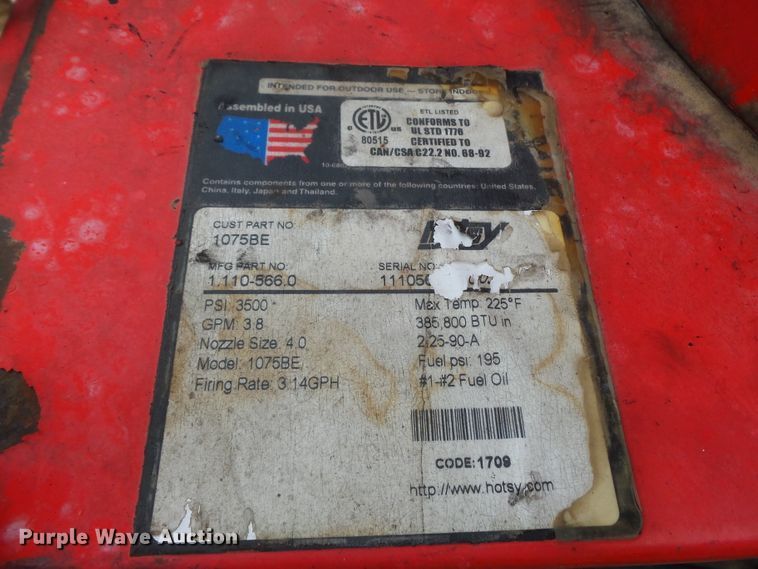 INTENDED FOR OUTDOOR USE — STORE INDOORS
Assembled in USA
ETL LISTED
CONFORMS TO
UL STD 1776
CERTIFIED TO
CAN/CSA C22.2 NO. 68-92
C ETL US
80515
Contains components from one or more of the following countries: United States,
China, Italy, Japan and Thailand.
CUST PART NO
1075BE
Hotsy
MFG PART NO:
1.110-566.0
SERIAL NO
PSI: 3500
GPM: 3.8
Nozzle Size: 4.0
Model: 1075BE
Firing Rate: 3.14GPH
Max Temp: 225°F
385,800 BTU in
2.25-90-A
Fuel psi: 195
#1-#2 Fuel Oil
CODE:1709
http://www.hotsy.com
Purple Wave Auction